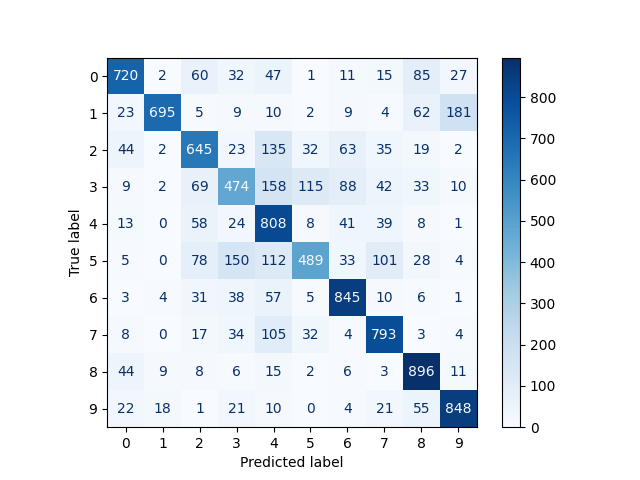 0 720 2 60 32 47 1 11 15 85 27
1 23 695 5 9 10 2 9 4 62 181
2 44 2 645 23 135 32 63 35 19 2
3 9 2 69 474 158 115 88 42 33 10
4 13 0 58 24 808 8 41 39 8 1
5 5 0 78 150 112 489 33 101 28 4
6 3 4 31 38 57 5 845 10 6 1
7 8 0 17 34 105 32 4 793 3 4
8 44 9 8 6 15 2 6 3 896 11
9 22 18 1 21 10 0 4 21 55 848
0 1 2 3 4 5 6 7 8 9
Predicted label
True label
800
700
600
500
400
300
200
100
0